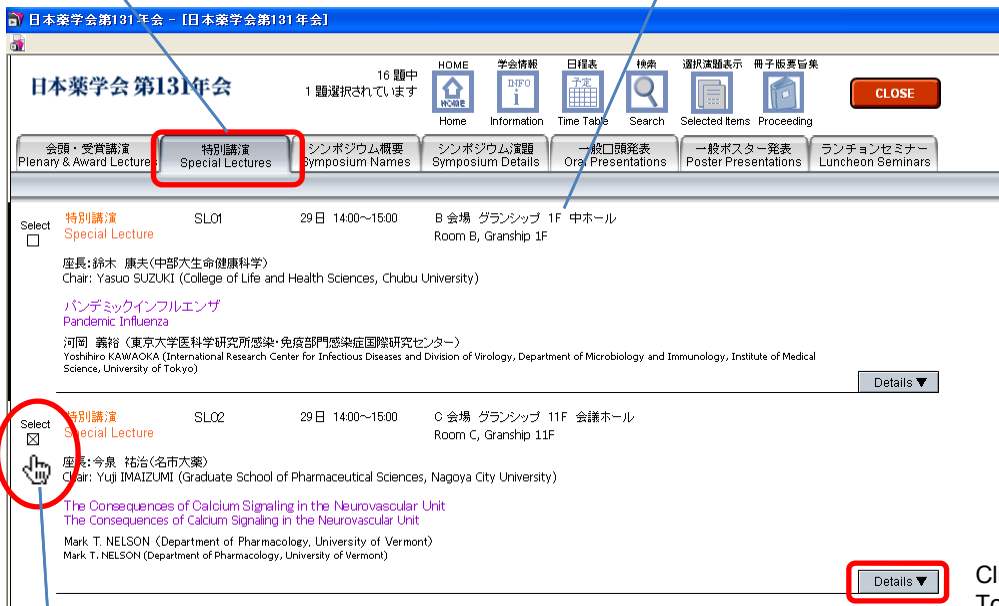 日本薬学会第131年会 - [日本薬学会第131年会]
日本薬学会 第131年会
16 題中
1 題選択されています
HOME 学会情報 日程表 検索 選択演題表示 冊子版要旨集
HOME INFO i 予定
Home Information Time Table Search Selected Items Proceeding
CLOSE
会頭・受賞講演 特別講演 シンポジウム概要 シンポジウム演題 一般口頭発表 一般ポスター発表 ランチョンセミナー
Plenary & Award Lectures Special Lectures Symposium Names Symposium Details Oral Presentations Poster Presentations Luncheon Seminars
Select 特別講演 SL01 29日 14:00～15:00 B 会場 グランシップ 1F 中ホール
Special Lecture Room B, Granship 1F
座長:鈴木 康夫(中部大生命健康科学)
Chair: Yasuo SUZUKI (College of Life and Health Sciences, Chubu University)
パンデミックインフルエンザ
Pandemic Influenza
河岡 義裕 (東京大学医科学研究所感染・免疫部門感染症国際研究センター)
Yoshihiro KAWAOKA (International Research Center for Infectious Diseases and Division of Virology, Department of Microbiology and Immunology, Institute of Medical
Science, University of Tokyo)
Details ▼
Select 特別講演 SL02 29日 14:00～15:00 C 会場 グランシップ 11F 会議ホール
Special Lecture Room C, Granship 11F
座長:今泉 祐治(名市大薬)
Chair: Yuji IMAIZUMI (Graduate School of Pharmaceutical Sciences, Nagoya City University)
The Consequences of Calcium Signaling in the Neurovascular Unit
The Consequences of Calcium Signaling in the Neurovascular Unit
Mark T. NELSON (Department of Pharmacology, University of Vermont)
Mark T. NELSON (Department of Pharmacology, University of Vermont)
Details ▼